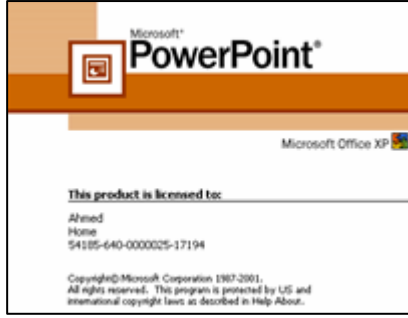 Microsoft®
PowerPoint®
Microsoft Office XP
This product is licensed to:
Ahmed
Home
54185-640-0000025-17194
Copyright© Microsoft Corporation 1987-2001.
All rights reserved. This program is protected by US and
international copyright laws as described in Help About.